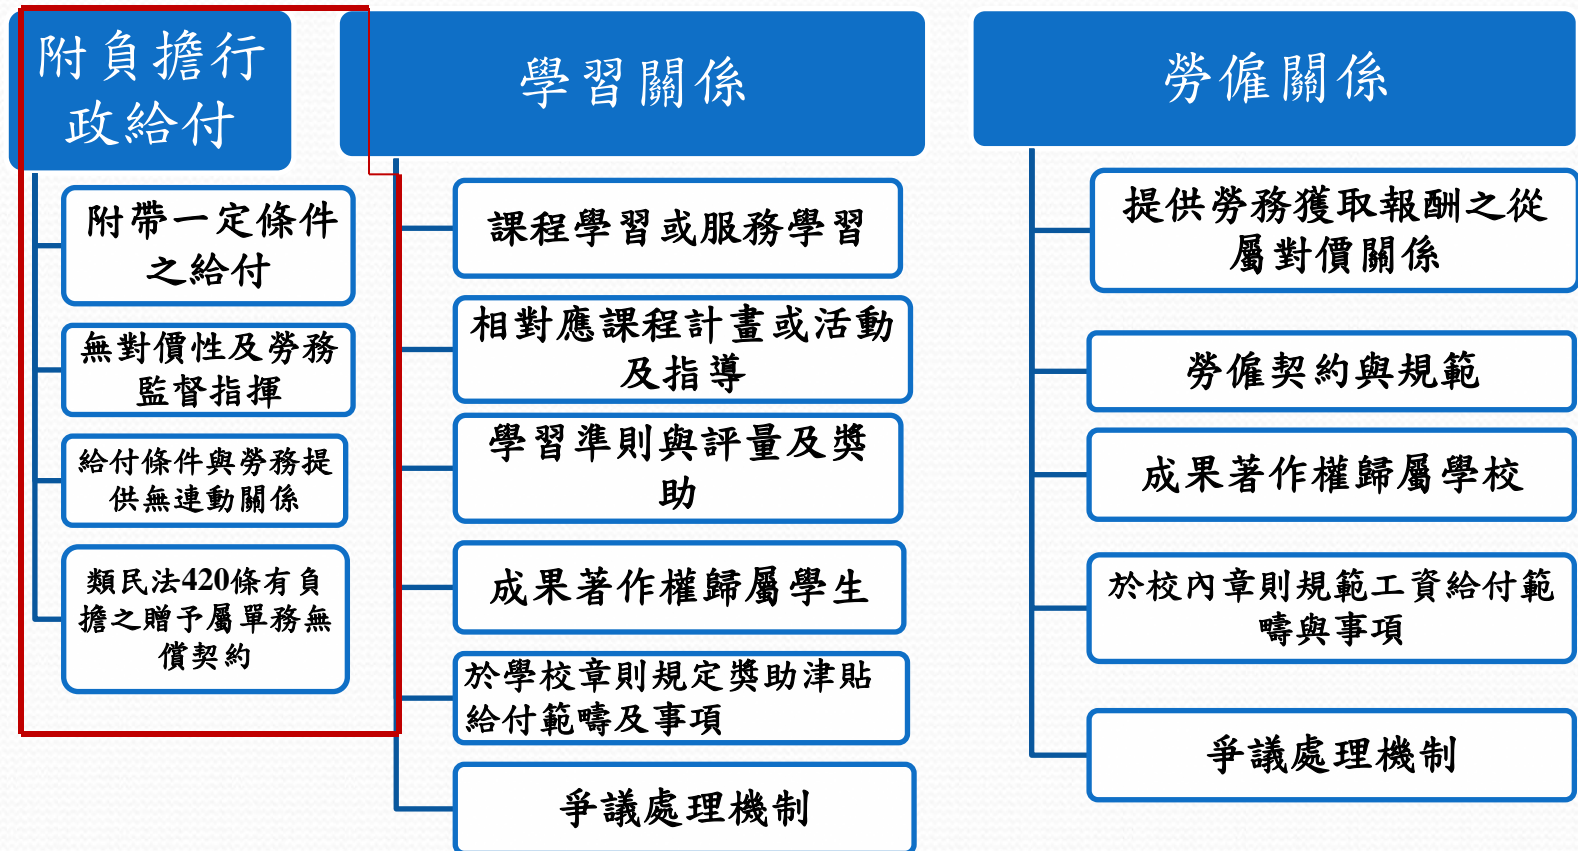 附負擔行
政給付
附帶一定條件
之給付
無對價性及勞務
監督指揮
給付條件與勞務提
供無連動關係
類民法420條有負
擔之贈予屬單務無
償契約
學習關係
課程學習或服務學習
相對應課程計畫或活動
及指導
學習準則與評量及獎
助
成果著作權歸屬學生
於學校章則規定獎助津貼
給付範疇及事項
爭議處理機制
勞僱關係
提供勞務獲取報酬之從
屬對價關係
勞僱契約與規範
成果著作權歸屬學校
於校內章則規範工資給付範
疇與事項
爭議處理機制